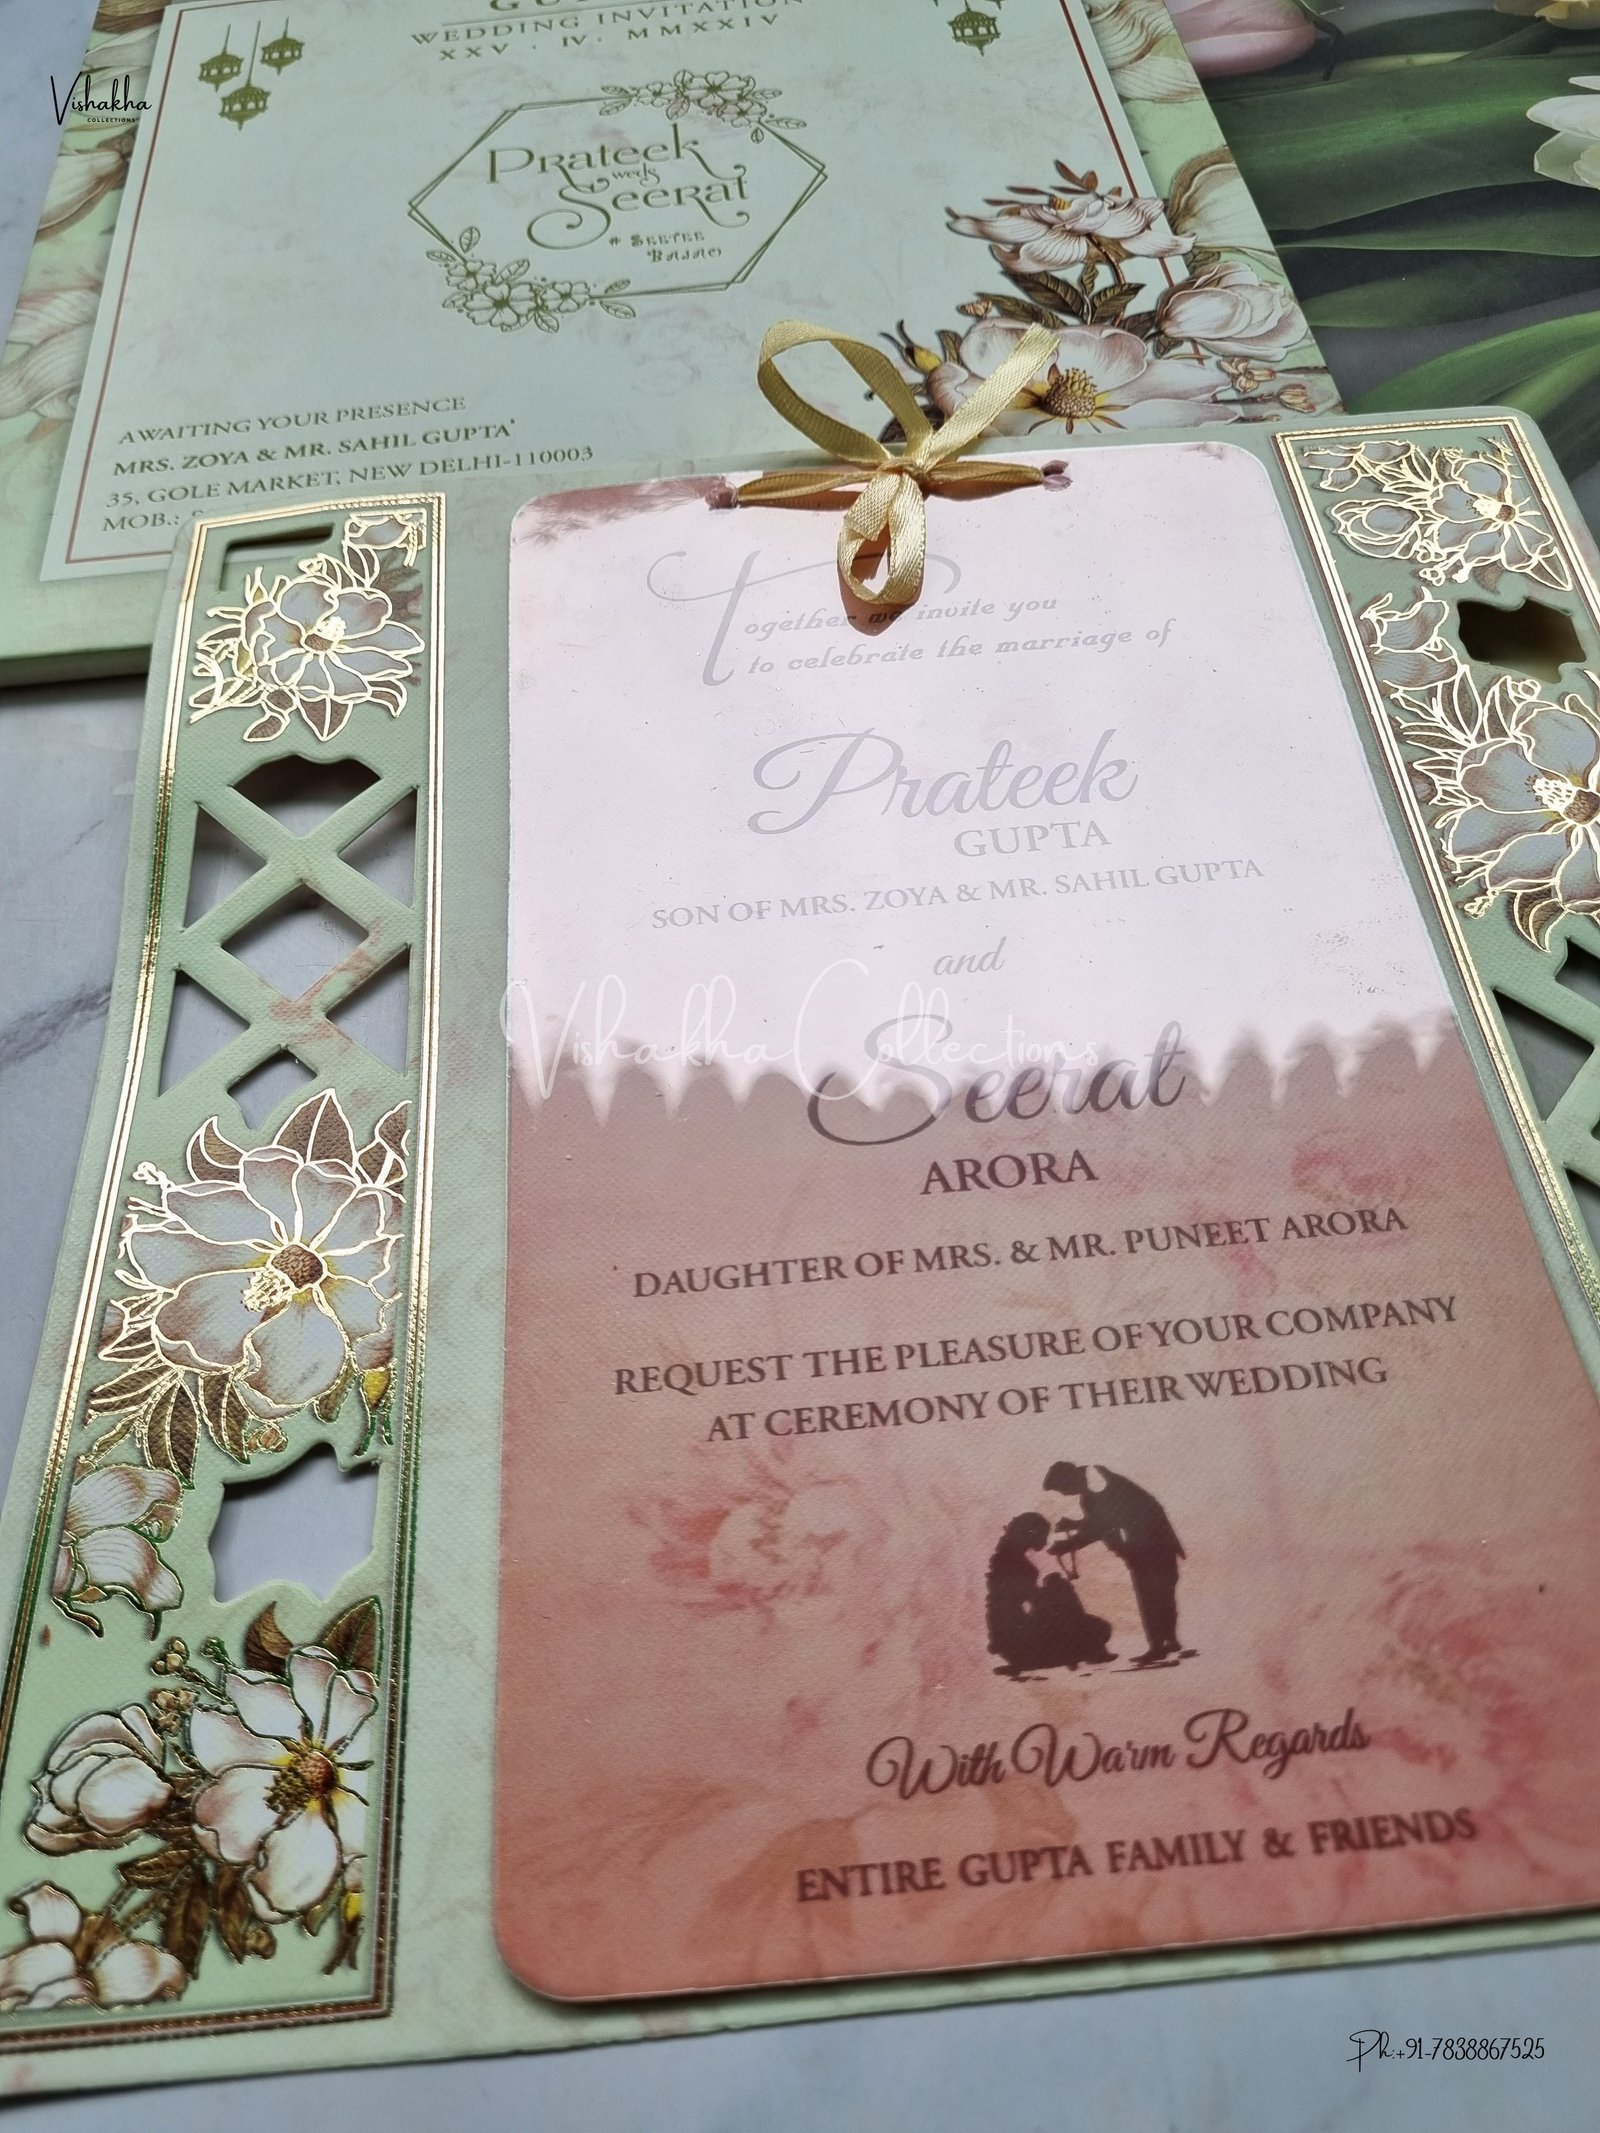 WEDDING INVITATION
XXV . IV. MMXXIV
Vishakha
COLLECTIONS
Prateek
weds
Seerat
# SEETEE
BAJAO
AWAITING YOUR PRESENCE
MRS. ZOYA & MR. SAHIL GUPTA
35, GOLE MARKET, NEW DELHI-110003
MOB.:
Together we invite you
to celebrate the marriage of
Prateek
GUPTA
SON OF MRS. ZOYA & MR. SAHIL GUPTA
and
Vishakha Collections
Seerat
ARORA
DAUGHTER OF MRS. & MR. PUNEET ARORA
REQUEST THE PLEASURE OF YOUR COMPANY
AT CEREMONY OF THEIR WEDDING
With Warm Regards
ENTIRE GUPTA FAMILY & FRIENDS
Ph:+91-7838867525